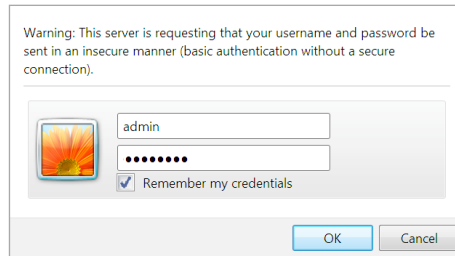 Warning: This server is requesting that your username and password be
sent in an insecure manner (basic authentication without a secure
connection).
admin
••••••••
Remember my credentials
OK
Cancel